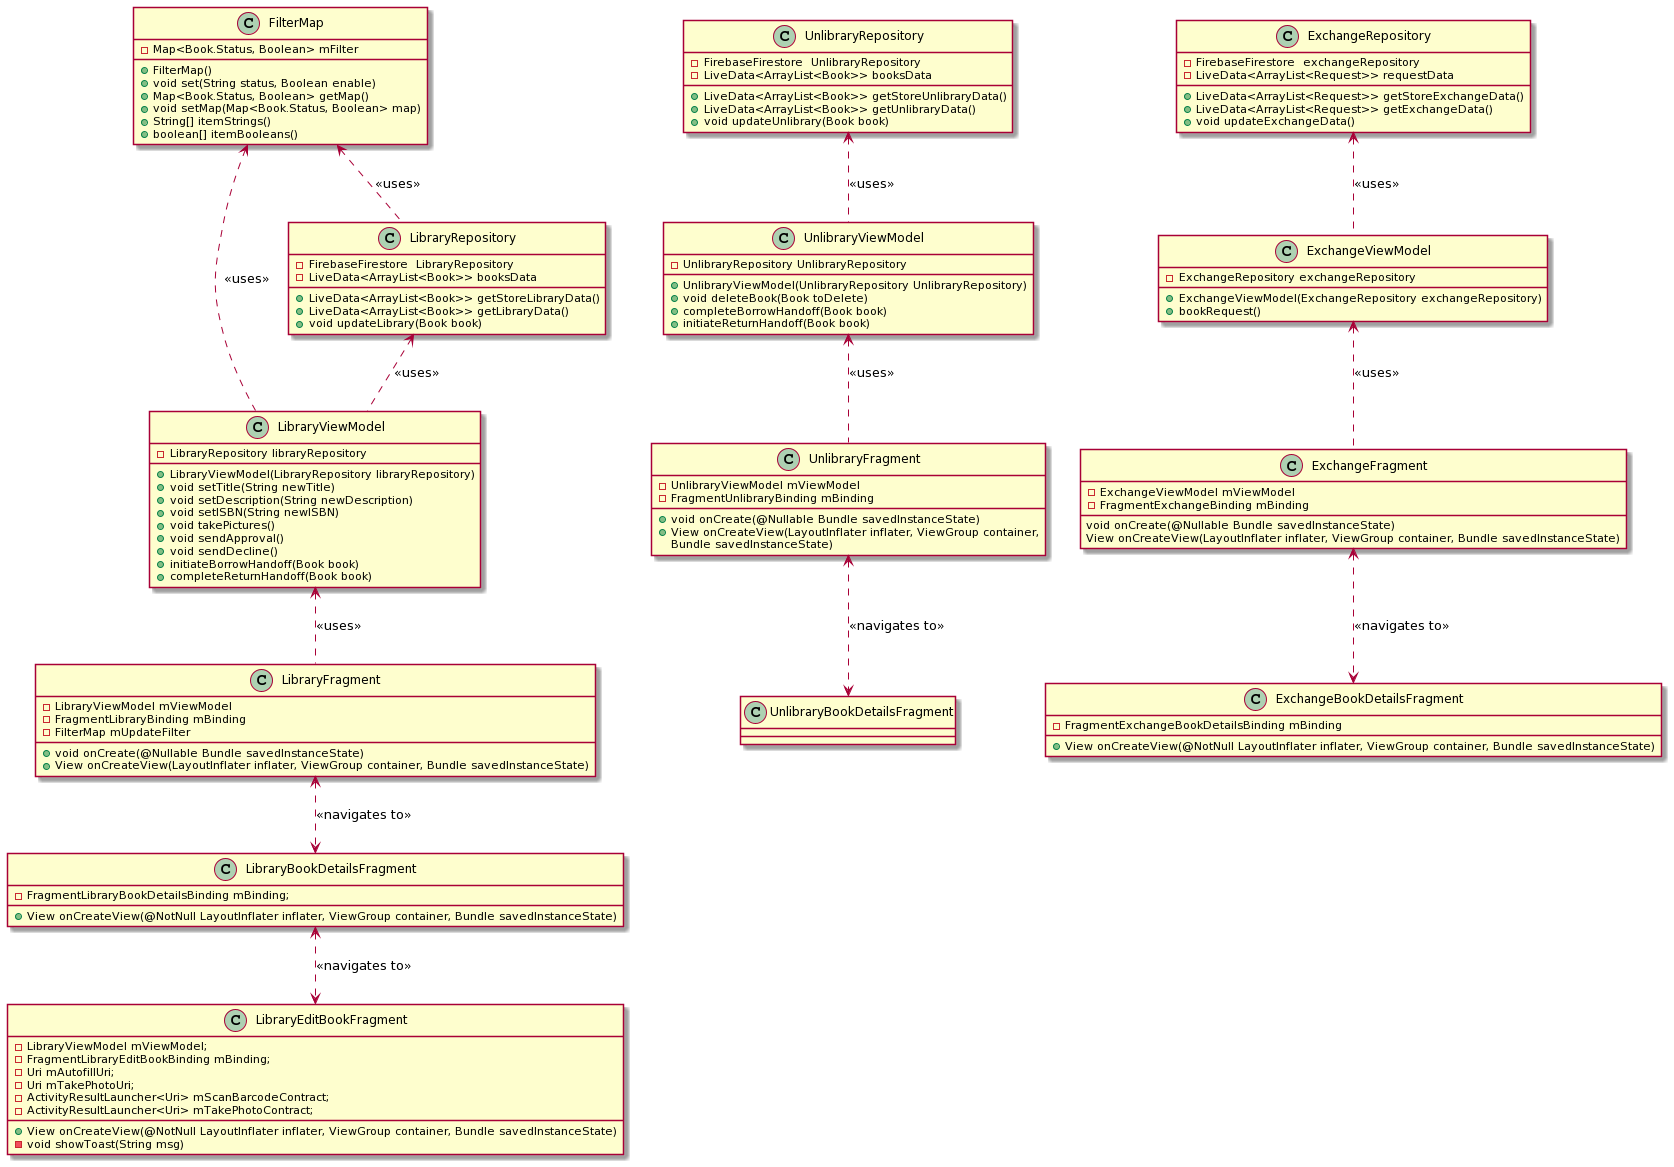 C FilterMap
Map<Book.Status, Boolean> mFilter
FilterMap()
void set(String status, Boolean enable)
Map<Book.Status, Boolean> getMap()
void setMap(Map<Book.Status, Boolean> map)
String[] itemStrings()
boolean[] itemBooleans()
C UnlibraryRepository
FirebaseFirestore UnlibraryRepository
LiveData<ArrayList<Book>> booksData
LiveData<ArrayList<Book>> getStoreUnlibraryData()
LiveData<ArrayList<Book>> getUnlibraryData()
void updateUnlibrary(Book book)
C ExchangeRepository
FirebaseFirestore exchangeRepository
LiveData<ArrayList<Request>> requestData
LiveData<ArrayList<Request>> getStoreExchangeData()
LiveData<ArrayList<Request>> getExchangeData()
void updateExchangeData()
«uses»
«uses»
«uses»
«uses»
C LibraryRepository
FirebaseFirestore LibraryRepository
LiveData<ArrayList<Book>> booksData
LiveData<ArrayList<Book>> getStoreLibraryData()
LiveData<ArrayList<Book>> getLibraryData()
void updateLibrary(Book book)
C UnlibraryViewModel
UnlibraryRepository UnlibraryRepository
UnlibraryViewModel(UnlibraryRepository UnlibraryRepository)
void deleteBook(Book toDelete)
completeBorrowHandoff(Book book)
initiateReturnHandoff(Book book)
C ExchangeViewModel
ExchangeRepository exchangeRepository
ExchangeViewModel(ExchangeRepository exchangeRepository)
bookRequest()
«uses»
«uses»
«uses»
C LibraryViewModel
LibraryRepository libraryRepository
LibraryViewModel(LibraryRepository libraryRepository)
void setTitle(String newTitle)
void setDescription(String newDescription)
void setISBN(String newISBN)
void takePictures()
void sendApproval()
void sendDecline()
initiateBorrowHandoff(Book book)
completeReturnHandoff(Book book)
C UnlibraryFragment
UnlibraryViewModel mViewModel
FragmentUnlibraryBinding mBinding
void onCreate(@Nullable Bundle savedInstanceState)
View onCreateView(LayoutInflater inflater, ViewGroup container,
Bundle savedInstanceState)
C ExchangeFragment
ExchangeViewModel mViewModel
FragmentExchangeBinding mBinding
void onCreate(@Nullable Bundle savedInstanceState)
View onCreateView(LayoutInflater inflater, ViewGroup container, Bundle savedInstanceState)
«uses»
«navigates to»
«navigates to»
C LibraryFragment
LibraryViewModel mViewModel
FragmentLibraryBinding mBinding
FilterMap mUpdateFilter
void onCreate(@Nullable Bundle savedInstanceState)
View onCreateView(LayoutInflater inflater, ViewGroup container, Bundle savedInstanceState)
C UnlibraryBookDetailsFragment
C ExchangeBookDetailsFragment
FragmentExchangeBookDetailsBinding mBinding
View onCreateView(@NotNull LayoutInflater inflater, ViewGroup container, Bundle savedInstanceState)
«navigates to»
C LibraryBookDetailsFragment
FragmentLibraryBookDetailsBinding mBinding;
View onCreateView(@NotNull LayoutInflater inflater, ViewGroup container, Bundle savedInstanceState)
«navigates to»
C LibraryEditBookFragment
LibraryViewModel mViewModel;
FragmentLibraryEditBookBinding mBinding;
Uri mAutofillUri;
Uri mTakePhotoUri;
ActivityResultLauncher<Uri> mScanBarcodeContract;
ActivityResultLauncher<Uri> mTakePhotoContract;
View onCreateView(@NotNull LayoutInflater inflater, ViewGroup container, Bundle savedInstanceState)
void showToast(String msg)